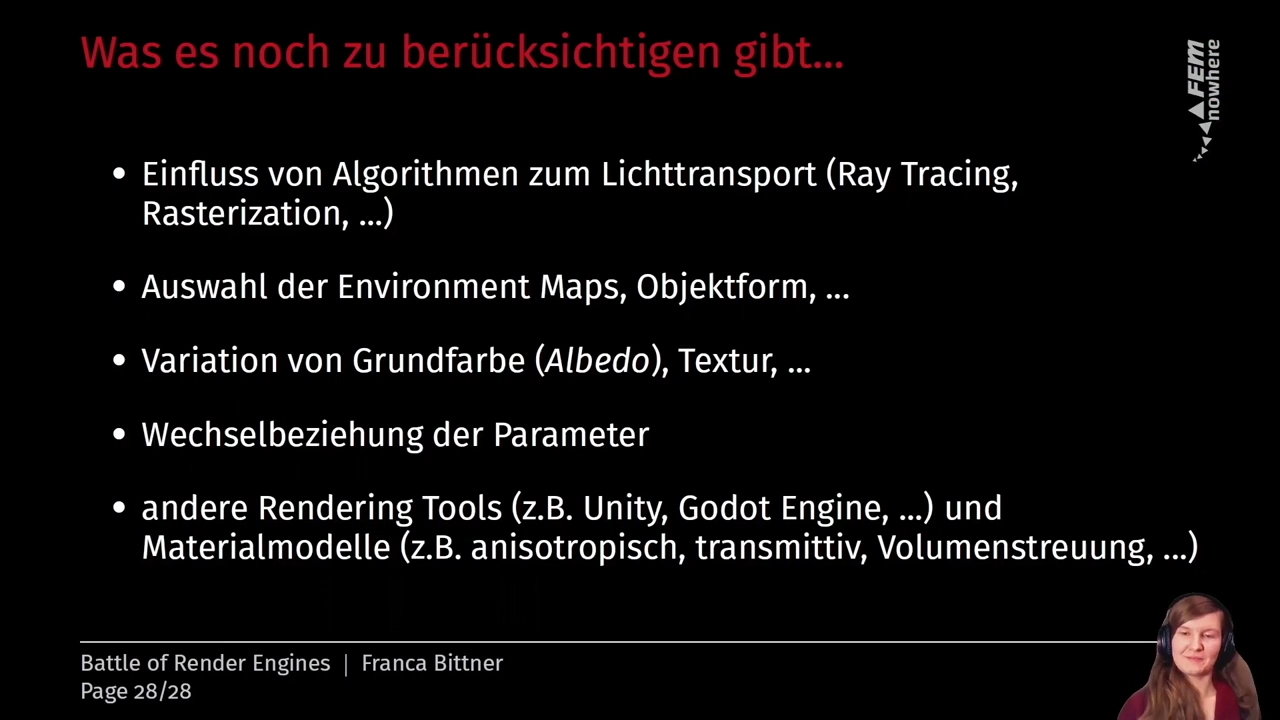 Was es noch zu berücksichtigen gibt...
FEM
nowhere
• Einfluss von Algorithmen zum Lichttransport (Ray Tracing,
Rasterization, ...)
• Auswahl der Environment Maps, Objektform, ...
• Variation von Grundfarbe (Albedo), Textur, ...
• Wechselbeziehung der Parameter
• andere Rendering Tools (z.B. Unity, Godot Engine, ...) und
Materialmodelle (z.B. anisotropisch, transmittiv, Volumenstreuung, ...)
Battle of Render Engines | Franca Bittner
Page 28/28